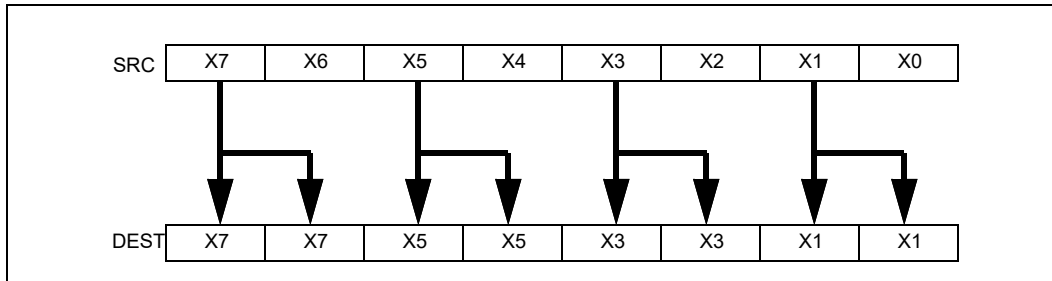 SRC X7 X6 X5 X4 X3 X2 X1 X0
DEST X7 X7 X5 X5 X3 X3 X1 X1